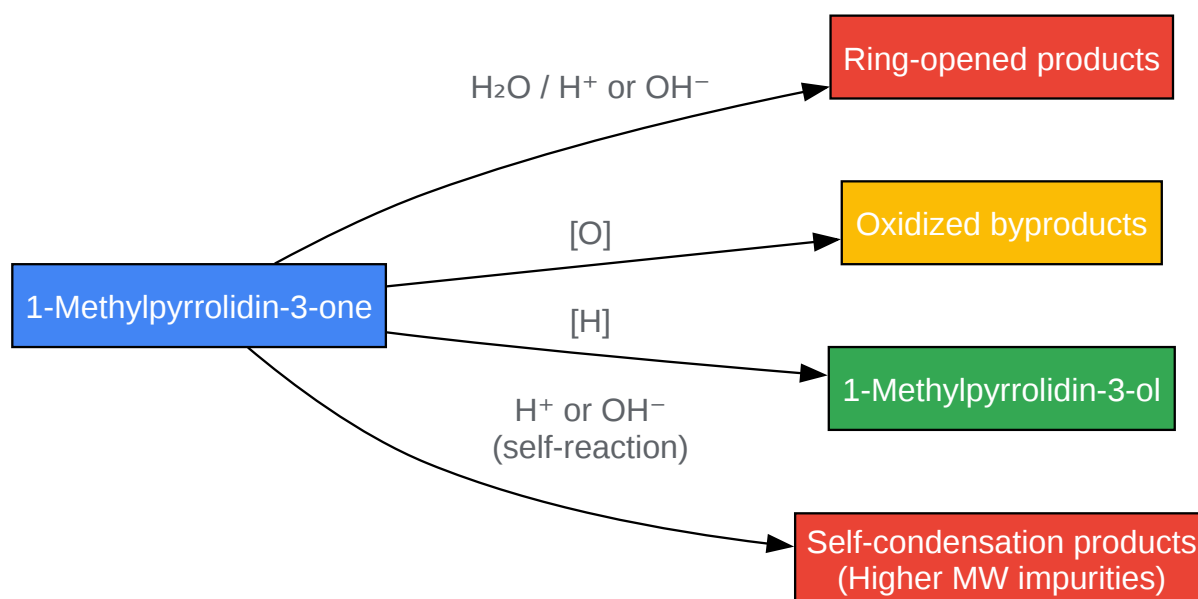 Ring-opened products
H₂O / H⁺ or OH⁻
Oxidized byproducts
[O]
1-Methylpyrrolidin-3-one
[H]
1-Methylpyrrolidin-3-ol
H⁺ or OH⁻
(self-reaction)
Self-condensation products
(Higher MW impurities)